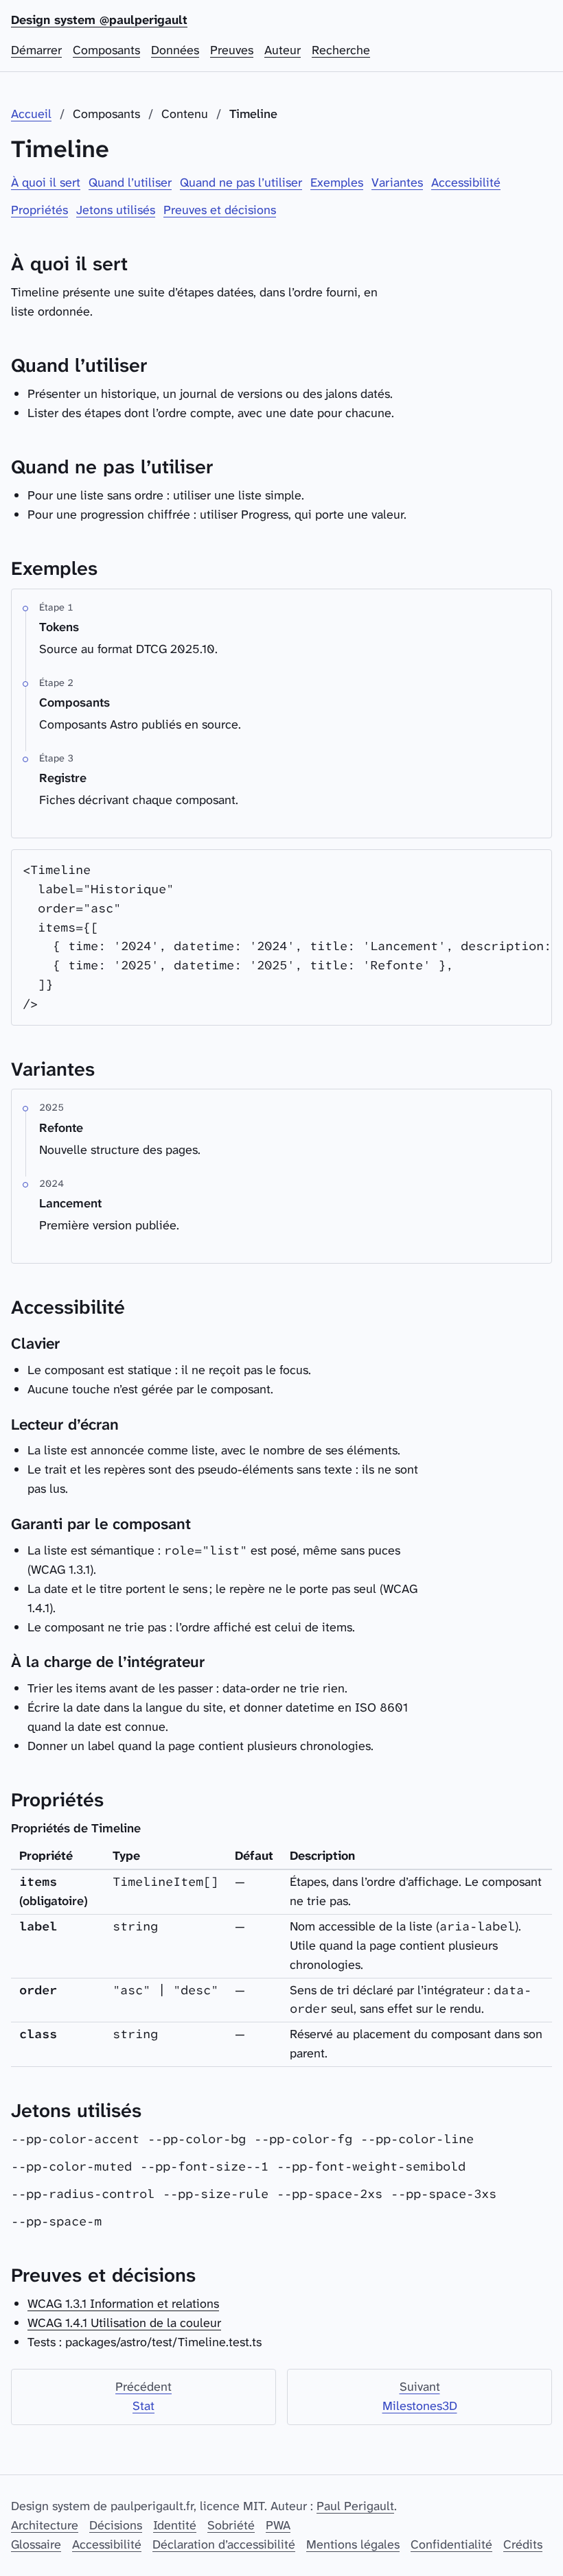 Design system @paulperigault
Démarrer Composants Données Preuves Auteur Recherche
Accueil / Composants / Contenu / Timeline
Timeline
À quoi il sert Quand l’utiliser Quand ne pas l’utiliser Exemples Variantes Accessibilité
Propriétés Jetons utilisés Preuves et décisions
À quoi il sert
Timeline présente une suite d’étapes datées, dans l’ordre fourni, en
liste ordonnée.
Quand l’utiliser
• Présenter un historique, un journal de versions ou des jalons datés.
• Lister des étapes dont l’ordre compte, avec une date pour chacune.
Quand ne pas l’utiliser
• Pour une liste sans ordre : utiliser une liste simple.
• Pour une progression chiffrée : utiliser Progress, qui porte une valeur.
Exemples
Étape 1
Tokens
Source au format DTCG 2025.10.
Étape 2
Composants
Composants Astro publiés en source.
Étape 3
Registre
Fiches décrivant chaque composant.
<Timeline
label="Historique"
order="asc"
items={[[
{ time: '2024', datetime: '2024', title: 'Lancement', description:
{ time: '2025', datetime: '2025', title: 'Refonte' },
]}
/>
Variantes
2025
Refonte
Nouvelle structure des pages.
2024
Lancement
Première version publiée.
Accessibilité
Clavier
• Le composant est statique : il ne reçoit pas le focus.
• Aucune touche n’est gérée par le composant.
Lecteur d’écran
• La liste est annoncée comme liste, avec le nombre de ses éléments.
• Le trait et les repères sont des pseudo-éléments sans texte : ils ne sont
pas lus.
Garanti par le composant
• La liste est sémantique : role="list" est posé, même sans puces
(WCAG 1.3.1).
• La date et le titre portent le sens ; le repère ne le porte pas seul (WCAG
1.4.1).
• Le composant ne trie pas : l’ordre affiché est celui de items.
À la charge de l’intégrateur
• Trier les items avant de les passer : data-order ne trie rien.
• Écrire la date dans la langue du site, et donner datetime en ISO 8601
quand la date est connue.
• Donner un label quand la page contient plusieurs chronologies.
Propriétés
Propriétés de Timeline
Propriété Type Défaut Description
items TimelineItem[] — Étapes, dans l’ordre d’affichage. Le composant
(obligatoire) ne trie pas.
label string — Nom accessible de la liste (aria-label).
Utile quand la page contient plusieurs
chronologies.
order "asc" | "desc" — Sens de tri déclaré par l’intégrateur : data-
order seul, sans effet sur le rendu.
class string — Réservé au placement du composant dans son
parent.
Jetons utilisés
--pp-color-accent --pp-color-bg --pp-color-fg --pp-color-line
--pp-color-muted --pp-font-size--1 --pp-font-weight-semibold
--pp-radius-control --pp-size-rule --pp-space-2xs --pp-space-3xs
--pp-space-m
Preuves et décisions
• WCAG 1.3.1 Information et relations
• WCAG 1.4.1 Utilisation de la couleur
• Tests : packages/astro/test/Timeline.test.ts
Précédent
Stat
Suivant
Milestones3D
Design system de paulperigault.fr, licence MIT. Auteur : Paul Perigault.
Architecture Décisions Identité Sobriété PWA
Glossaire Accessibilité Déclaration d’accessibilité Mentions légales Confidentialité Crédits